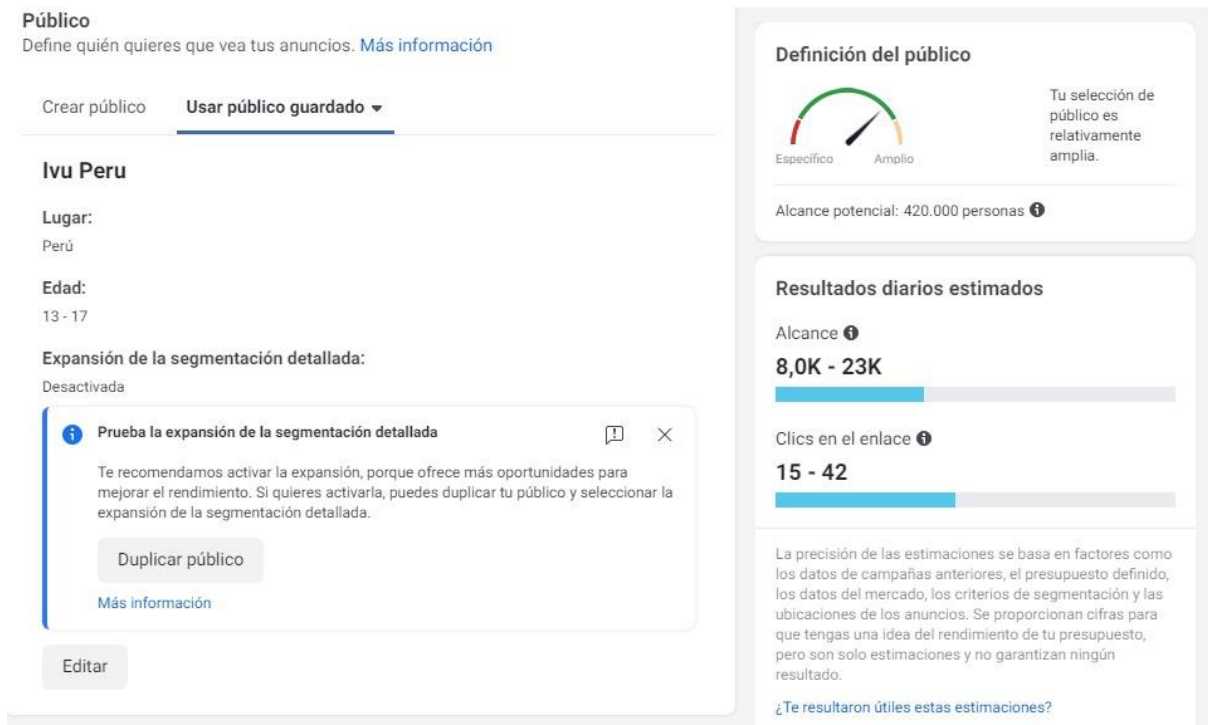 Público
Define quién quieres que vea tus anuncios. Más información
Crear público
Usar público guardado
Ivu Peru
Lugar:
Perú
Edad:
13 - 17
Expansión de la segmentación detallada:
Desactivada
Prueba la expansión de la segmentación detallada
Te recomendamos activar la expansión, porque ofrece más oportunidades para
mejorar el rendimiento. Si quieres activarla, puedes duplicar tu público y seleccionar la
expansión de la segmentación detallada.
Duplicar público
Más información
Editar
Definición del público
Tu selección de
público es
relativamente
amplia.
Específico
Amplio
Alcance potencial: 420.000 personas
Resultados diarios estimados
Alcance
8,0K - 23K
Clics en el enlace
15 - 42
La precisión de las estimaciones se basa en factores como
los datos de campañas anteriores, el presupuesto definido,
los datos del mercado, los criterios de segmentación y las
ubicaciones de los anuncios. Se proporcionan cifras para
que tengas una idea del rendimiento de tu presupuesto,
pero son solo estimaciones y no garantizan ningún
resultado.
¿Te resultaron útiles estas estimaciones?